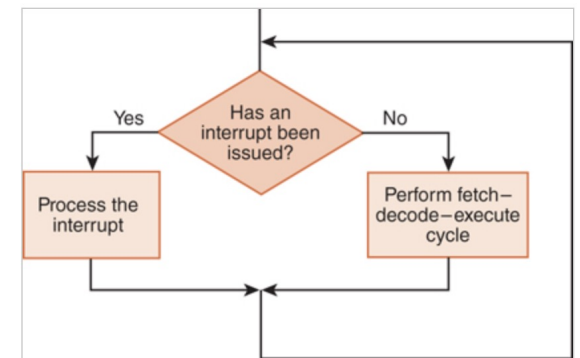 Yes
Has an
interrupt been
issued?
No
Process the
interrupt
Perform fetch–
decode–execute
cycle